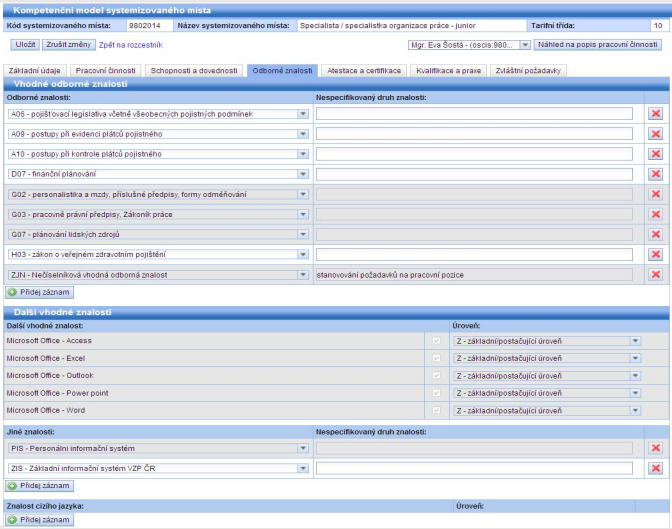 Kompetenční model systemizovaného místa
Kód systemizovaného místa: 9802014 Název systemizovaného místa: Specialista / specialistka organizace práce - junior Tarifní třída: 10
Uložit Zrušit změny Zpět na rozcestník Mgr. Eva Šostá - (oscis:980... Náhled na popis pracovní činnosti
Základní údaje Pracovní činnosti Schopnosti a dovednosti Odborné znalosti Atestace a certifikace Kvalifikace a praxe Zvláštní požadavky
Vhodné odborné znalosti
Odborné znalosti: Nespecifikovaný druh znalosti:
A06 - pojišťovací legislativa včetně všeobecných pojistných podmínek
A09 - postupy při evidenci plátců pojistného
A10 - postupy při kontrole plátců pojistného
D07 - finanční plánování
G02 - personalistika a mzdy, příslušné předpisy, formy odměňování
G03 - pracovně právní předpisy, Zákoník práce
G07 - plánování lidských zdrojů
H03 - zákon o veřejném zdravotním pojištění
ZJN - Nečíselníková vhodná odborná znalost stanovování požadavků na pracovní pozice
Přidej záznam
Další vhodné znalosti
Další vhodné znalost: Úroveň:
Microsoft Office - Access Z - základní/postačující úroveň
Microsoft Office - Excel Z - základní/postačující úroveň
Microsoft Office - Outlook Z - základní/postačující úroveň
Microsoft Office - Power point Z - základní/postačující úroveň
Microsoft Office - Word Z - základní/postačující úroveň
Jiné znalosti: Nespecifikovaný druh znalosti:
PIS - Personální informační systém
ZIS - Základní informační systém VZP ČR
Přidej záznam
Znalost cizího jazyka: Úroveň:
Přidej záznam